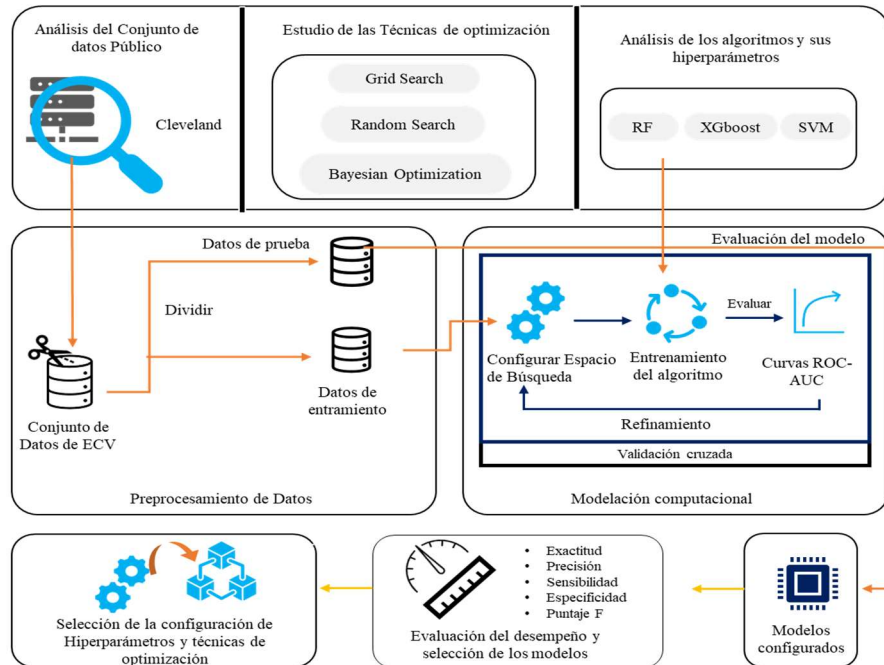 Análisis del Conjunto de
datos Público
Cleveland
Estudio de las Técnicas de optimización
Grid Search
Random Search
Bayesian Optimization
Análisis de los algoritmos y sus
hiperparámetros
RF
XGboost
SVM
Datos de prueba
Dividir
Conjunto de
Datos de ECV
Datos de
entramiento
Preprocesamiento de Datos
Evaluación del modelo
Configurar Espacio
de Búsqueda
Entrenamiento
del algoritmo
Evaluar
Curvas ROC-
AUC
Refinamiento
Validación cruzada
Modelación computacional
Selección de la configuración de
Hiperparámetros y técnicas de
optimización
• Exactitud
• Precisión
• Sensibilidad
• Especificidad
• Puntaje F
Evaluación del desempeño y
selección de los modelos
Modelos
configurados